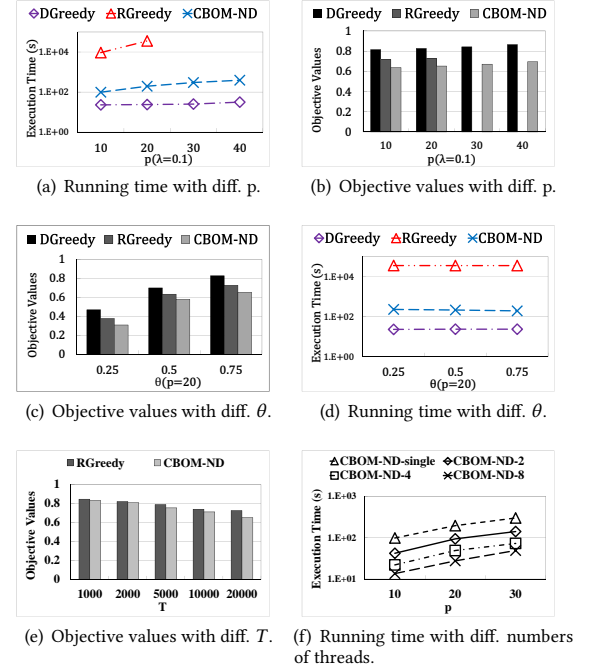 DGreedy RGreedy CBOM-ND
Execution Time (s)
1.E+04
1.E+02
1.E+00
10 20 30 40
p(λ=0.1)
(a) Running time with diff. p.
DGreedy RGreedy CBOM-ND
Objective Values
1
0.8
0.6
0.4
0.2
0
10 20 30 40
p(λ=0.1)
(b) Objective values with diff. p.
DGreedy RGreedy CBOM-ND
Objective Values
1
0.8
0.6
0.4
0.2
0
0.25 0.5 0.75
θ(p=20)
(c) Objective values with diff. θ.
DGreedy RGreedy CBOM-ND
Execution Time (s)
1.E+04
1.E+02
1.E+00
0.25 0.5 0.75
θ(p=20)
(d) Running time with diff. θ.
RGreedy CBOM-ND
Objective Values
1
0.8
0.6
0.4
0.2
0
1000 2000 5000 10000 20000
T
(e) Objective values with diff. T.
CBOM-ND-single CBOM-ND-2
CBOM-ND-4 CBOM-ND-8
Execution Time (s)
1.E+03
1.E+02
1.E+01
10 20 30
p
(f) Running time with diff. numbers
of threads.